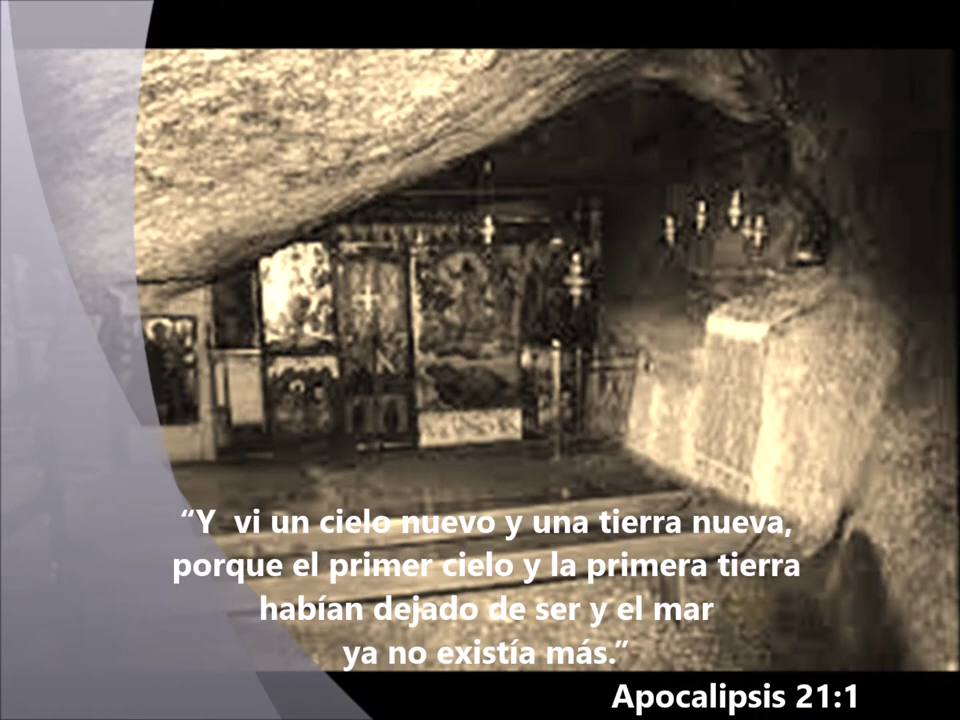 “Y  vi un cielo nuevo y una tierra nueva,
porque el primer cielo y la primera tierra
habían dejado de ser y el mar
ya no existía más.”
Apocalipsis 21:1